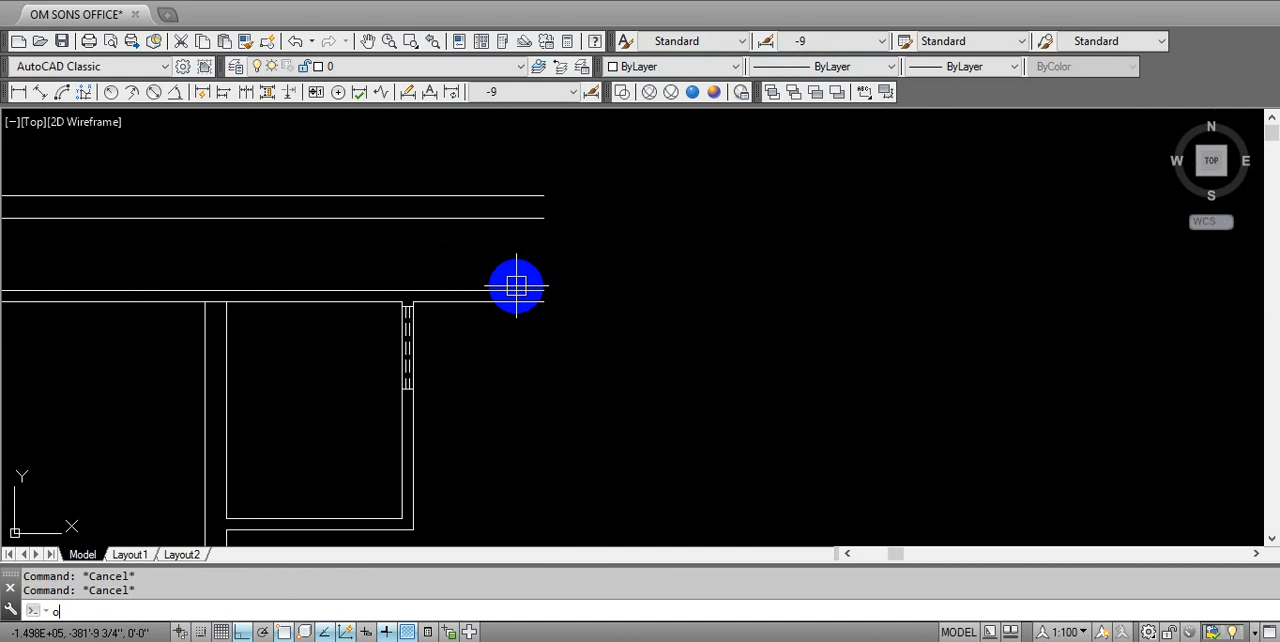 OM SONS OFFICE*
Standard -9 Standard Standard
AutoCAD Classic 0 ByLayer ByLayer ByLayer ByColor
-9
[−][Top][2D Wireframe]
N
W TOP E
S
WCS
Y
X
Model Layout1 Layout2
Command: *Cancel*
Command: *Cancel*
o
-1.498E+05, -381'-9 3/4", 0'-0" MODEL 1:100